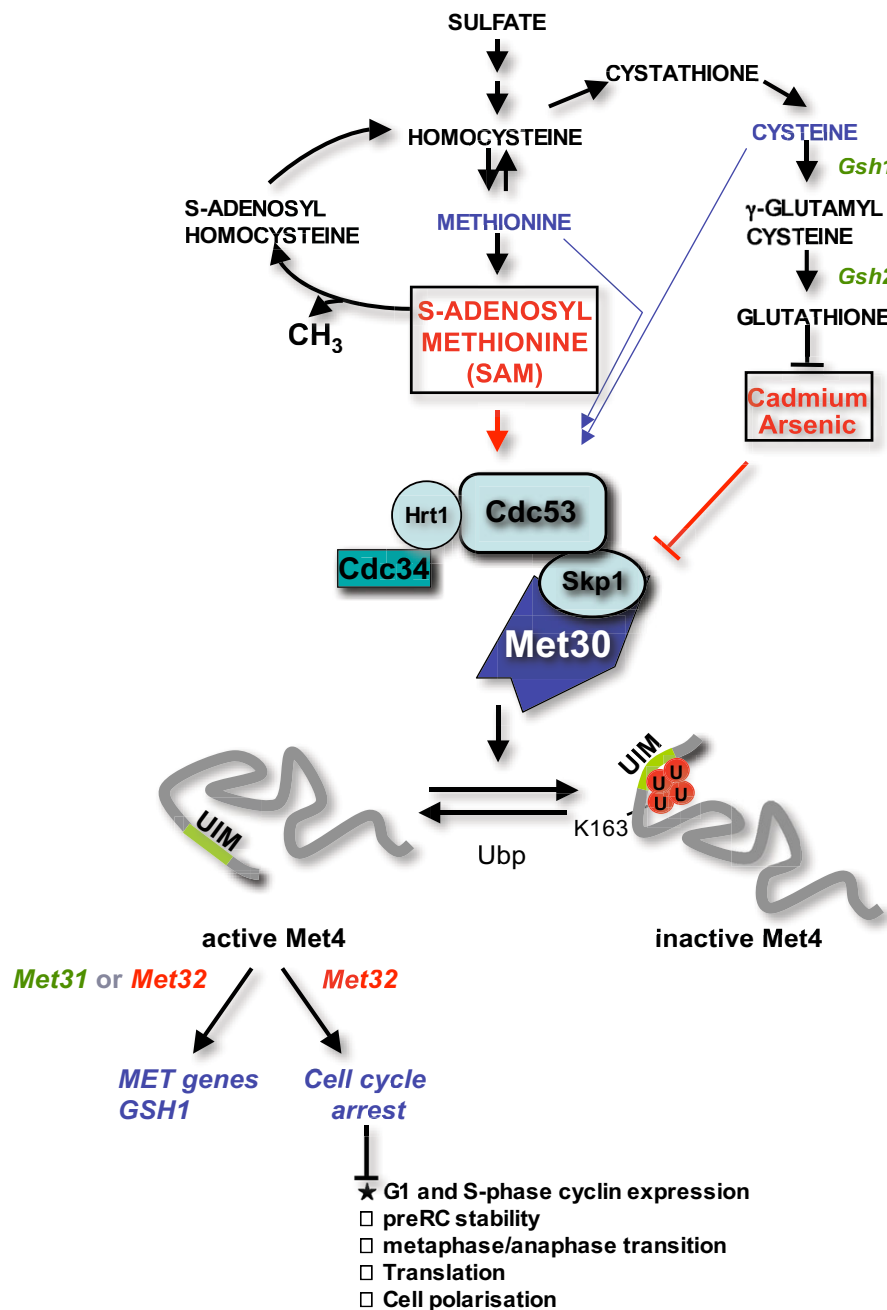 SULFATE
CYSTATHIONE
HOMOCYSTEINE
CYSTEINE
Gsh1
S-ADENOSYL
HOMOCYSTEINE
METHIONINE
γ-GLUTAMYL
CYSTEINE
Gsh2
CH3
S-ADENOSYL
METHIONINE
(SAM)
GLUTATHIONE
Cadmium
Arsenic
Hrt1
Cdc53
Cdc34
Skp1
Met30
UIM
UIM
U
U
U
U
K163
Ubp
active Met4
inactive Met4
Met31 or Met32
Met32
MET genes
GSH1
Cell cycle
arrest
★ G1 and S-phase cyclin expression
□ preRC stability
□ metaphase/anaphase transition
□ Translation
□ Cell polarisation